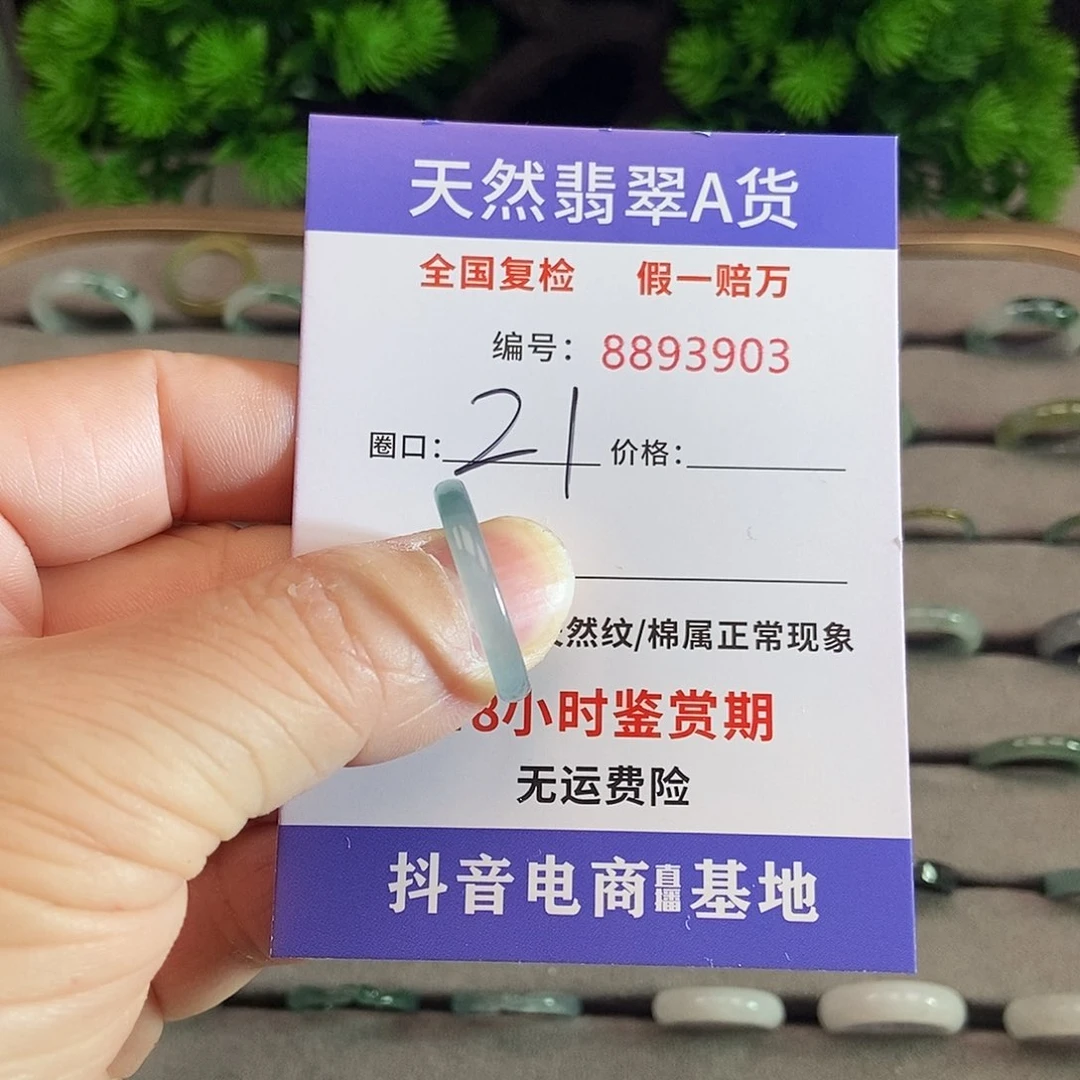 天然翡翠A货
全国复检 假一赔万
编号: 8893903
圈口: 21 价格:
然纹/棉属正常现象
8小时鉴赏期
无运费险
抖音电商直播基地